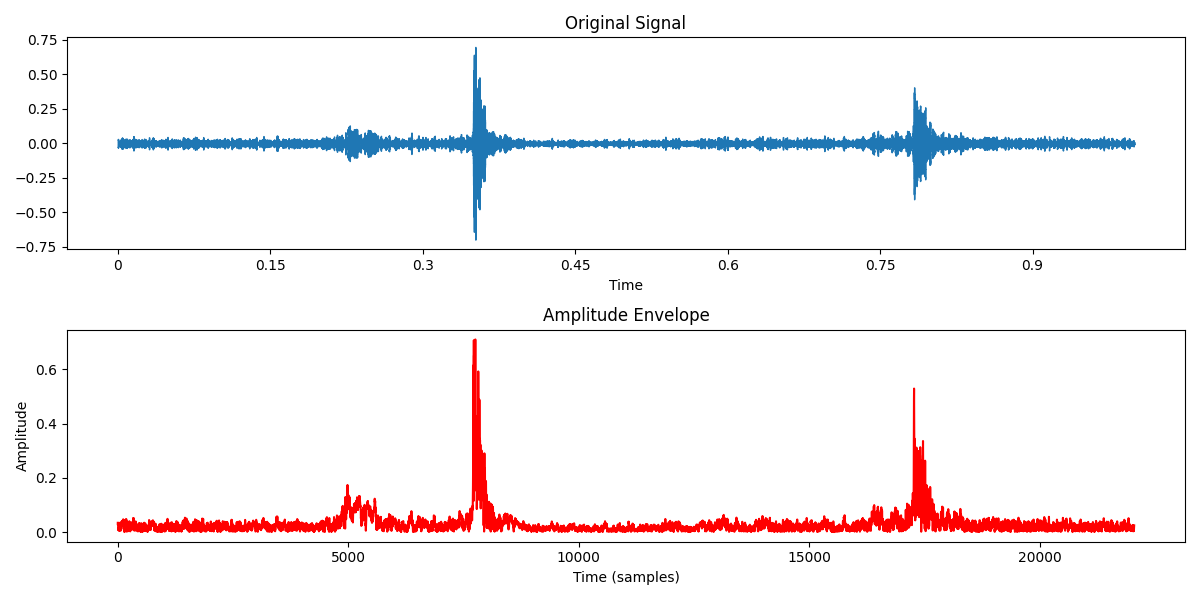 Original Signal
0.75
0.50
0.25
0.00
−0.25
−0.50
−0.75
0 0.15 0.3 0.45 0.6 0.75 0.9
Time
Amplitude Envelope
Amplitude
0.6
0.4
0.2
0.0
0 5000 10000 15000 20000
Time (samples)